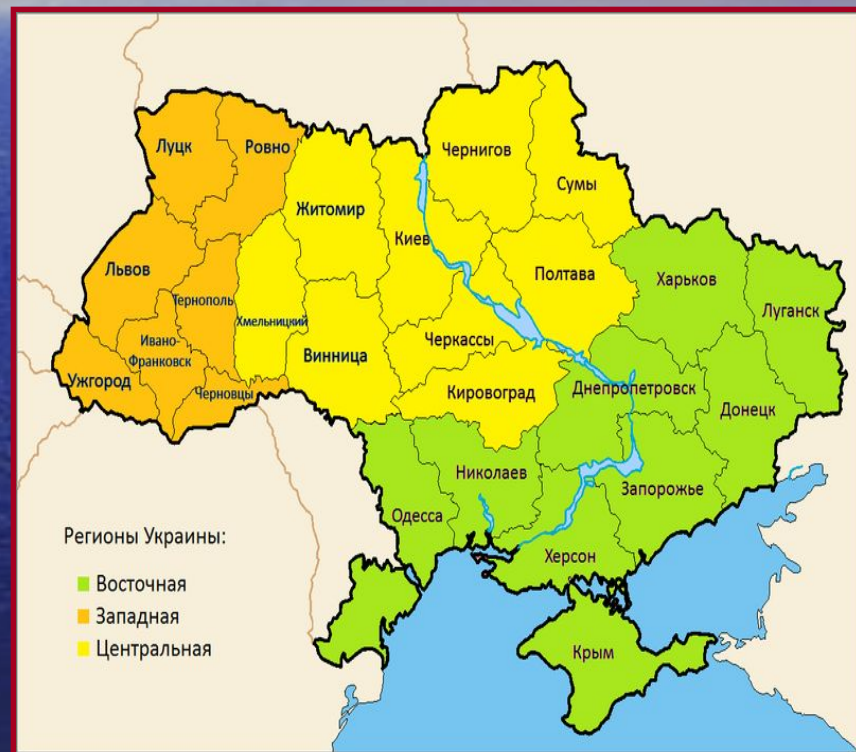 Луцк
Ровно
Чернигов
Сумы
Житомир
Киев
Львов
Тернополь
Хмельницкий
Полтава
Харьков
Луганск
Ивано-
Франковск
Винница
Черкассы
Ужгород
Черновцы
Кировоград
Днепропетровск
Донецк
Николаев
Запорожье
Одесса
Херсон
Крым
Регионы Украины:
Восточная
Западная
Центральная